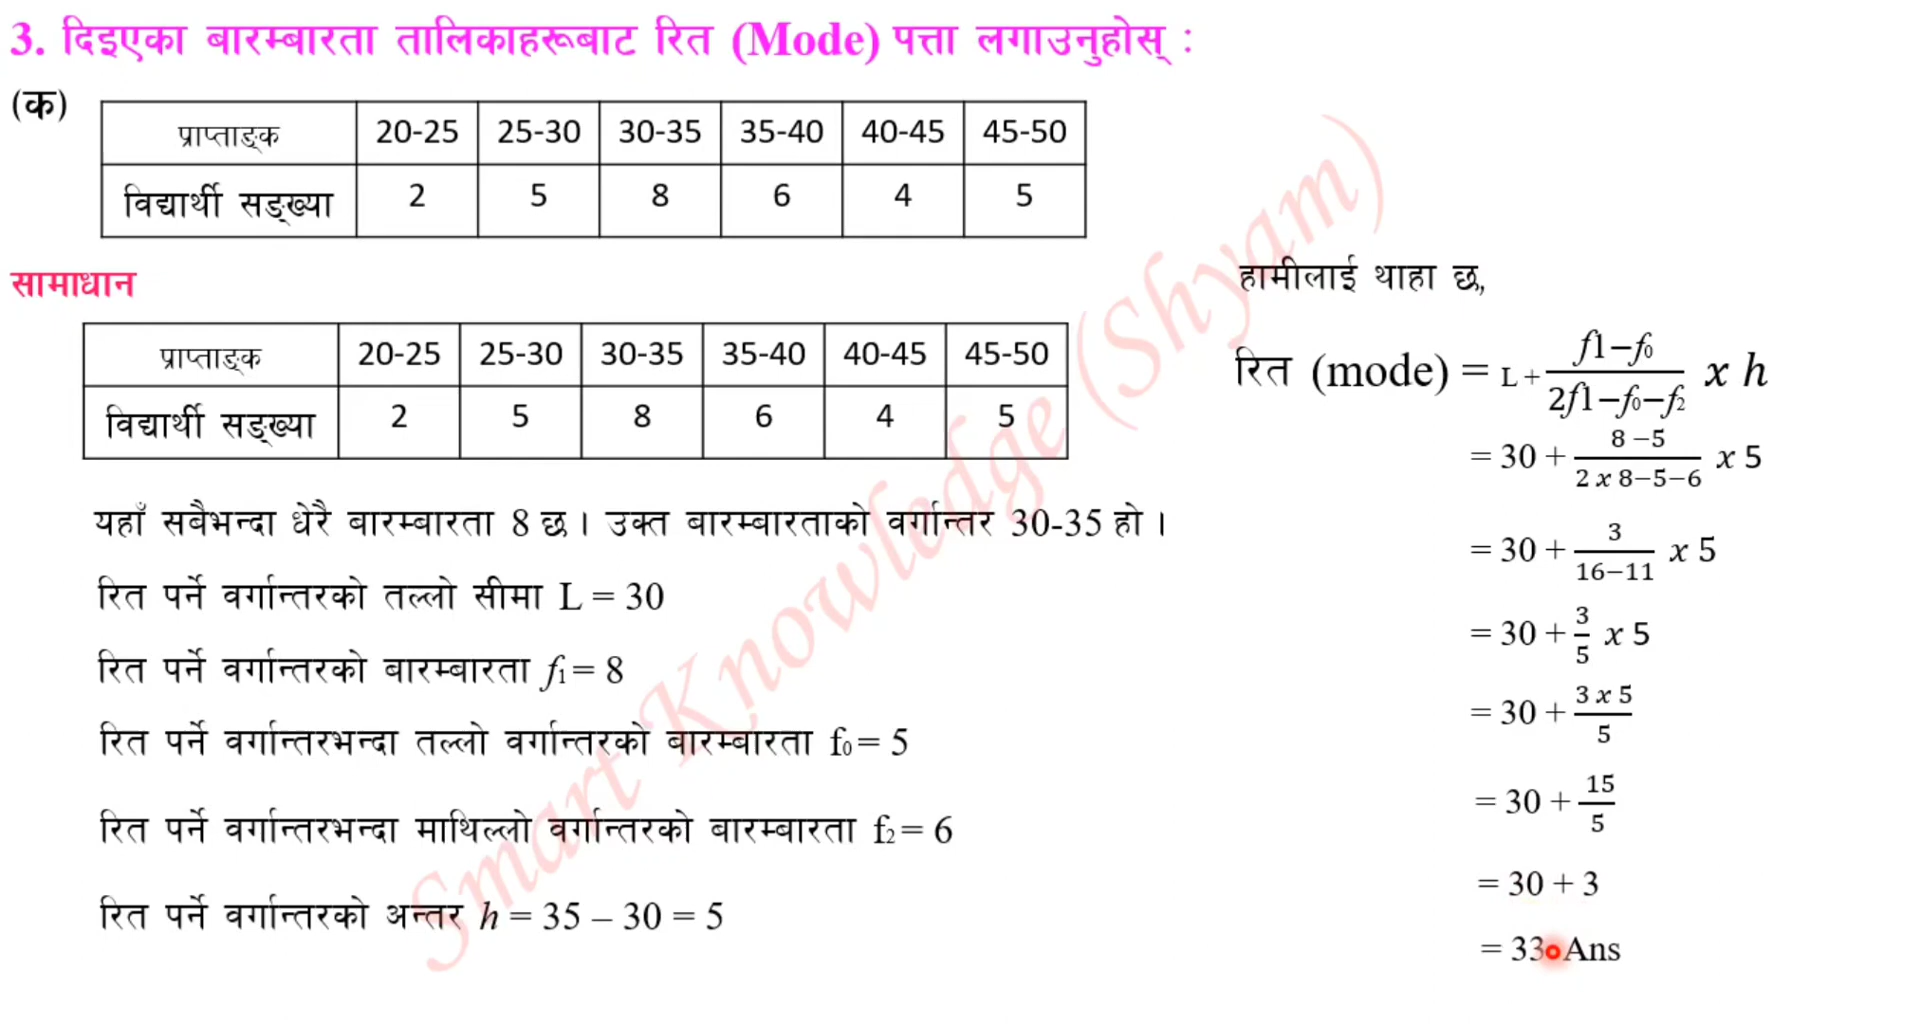 3. दिइएका बारम्बारता तालिकाहरूबाट रित (Mode) पत्ता लगाउनुहोस् :
(क)
प्राप्ताङ्क 20-25 25-30 30-35 35-40 40-45 45-50
विद्यार्थी सङ्ख्या 2 5 8 6 4 5
सामाधान
प्राप्ताङ्क 20-25 25-30 30-35 35-40 40-45 45-50
विद्यार्थी सङ्ख्या 2 5 8 6 4 5
यहाँ सबैभन्दा धेरै बारम्बारता 8 छ । उक्त बारम्बारताको वर्गान्तर 30-35 हो ।
रित पर्ने वर्गान्तरको तल्लो सीमा L = 30
रित पर्ने वर्गान्तरको बारम्बारता f₁ = 8
रित पर्ने वर्गान्तरभन्दा तल्लो वर्गान्तरको बारम्बारता f₀ = 5
रित पर्ने वर्गान्तरभन्दा माथिल्लो वर्गान्तरको बारम्बारता f₂ = 6
रित पर्ने वर्गान्तरको अन्तर h = 35 – 30 = 5
हामीलाई थाहा छ,
रित (mode) = L + (f1−f₀)/(2f1−f₀−f₂) x h
= 30 + (8 −5)/(2 x 8−5−6) x 5
= 30 + 3/(16−11) x 5
= 30 + 3/5 x 5
= 30 + (3 x 5)/5
= 30 + 15/5
= 30 + 3
= 33 Ans
Smart Knowledge (Shyam)